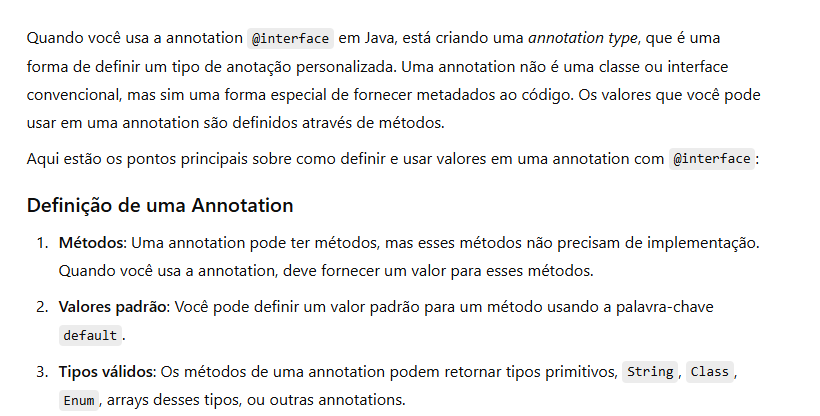 Quando você usa a annotation @interface em Java, está criando uma annotation type, que é uma
forma de definir um tipo de anotação personalizada. Uma annotation não é uma classe ou interface
convencional, mas sim uma forma especial de fornecer metadados ao código. Os valores que você pode
usar em uma annotation são definidos através de métodos.
Aqui estão os pontos principais sobre como definir e usar valores em uma annotation com @interface:
Definição de uma Annotation
1. Métodos: Uma annotation pode ter métodos, mas esses métodos não precisam de implementação.
Quando você usa a annotation, deve fornecer um valor para esses métodos.
2. Valores padrão: Você pode definir um valor padrão para um método usando a palavra-chave
default.
3. Tipos válidos: Os métodos de uma annotation podem retornar tipos primitivos, String, Class,
Enum, arrays desses tipos, ou outras annotations.